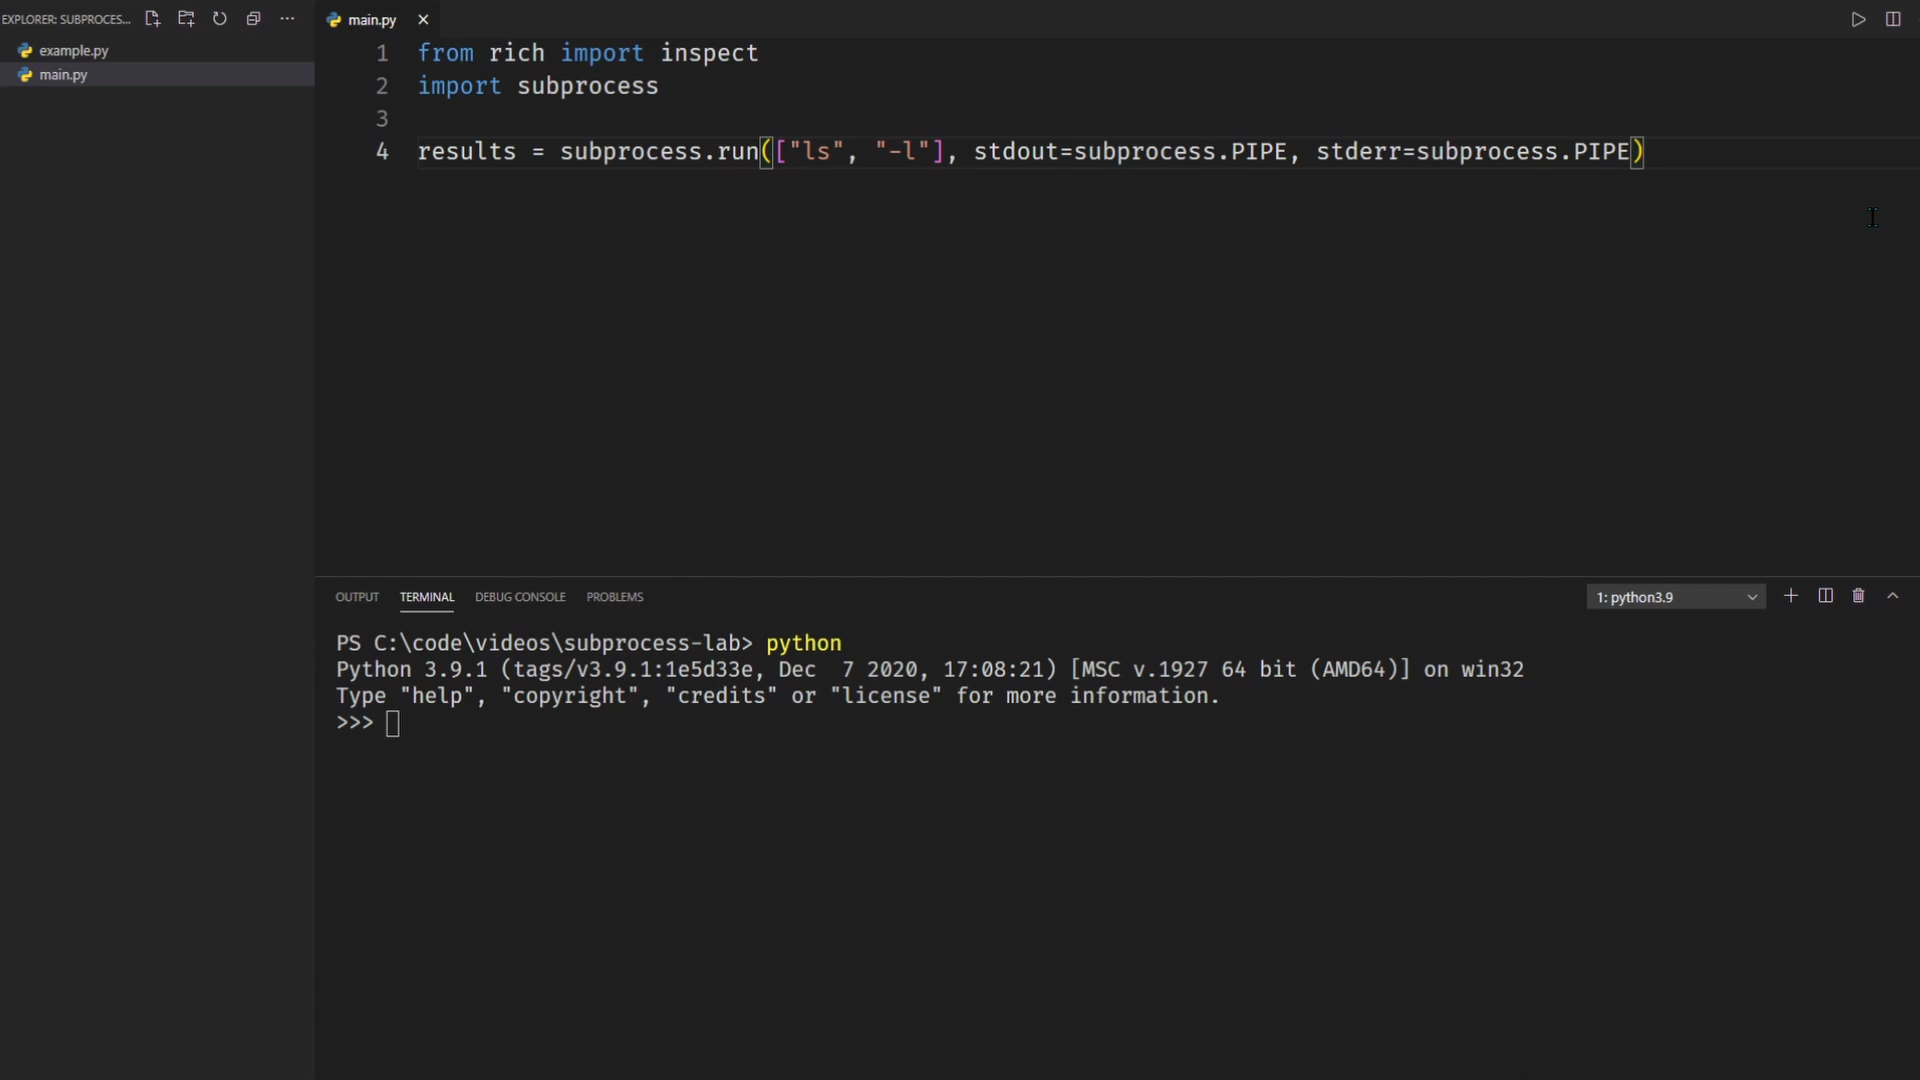 EXPLORER: SUBPROCES...
example.py
main.py
main.py
1 from rich import inspect
2 import subprocess
3
4 results = subprocess.run(["ls", "-l"], stdout=subprocess.PIPE, stderr=subprocess.PIPE)
OUTPUT TERMINAL DEBUG CONSOLE PROBLEMS 1: python3.9
PS C:\code\videos\subprocess-lab> python
Python 3.9.1 (tags/v3.9.1:1e5d33e, Dec  7 2020, 17:08:21) [MSC v.1927 64 bit (AMD64)] on win32
Type "help", "copyright", "credits" or "license" for more information.
>>>